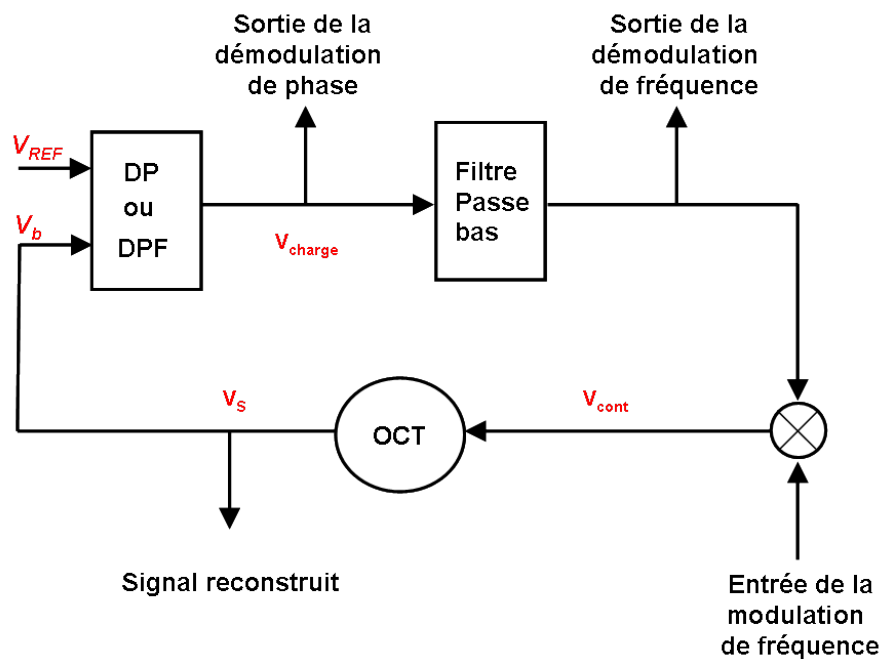 Sortie de la
démodulation
de phase
Sortie de la
démodulation
de fréquence
VREF
Vb
DP
ou
DPF
Vcharge
Filtre
Passe
bas
VS
OCT
Vcont
Signal reconstruit
Entrée de la
modulation
de fréquence